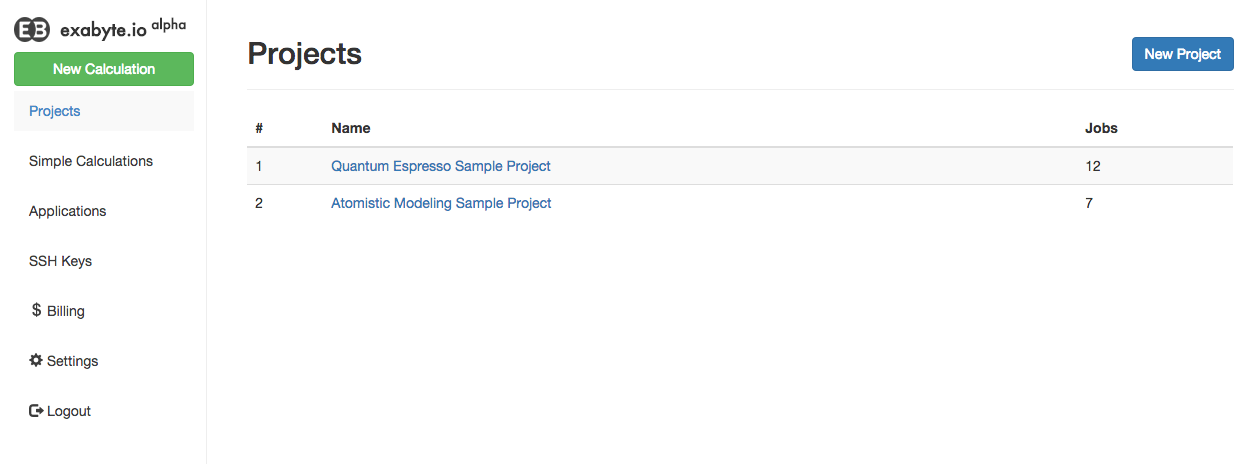 EB exabyte.io alpha
New Calculation
Projects
Simple Calculations
Applications
SSH Keys
$ Billing
Settings
Logout
Projects
New Project
# Name Jobs
1 Quantum Espresso Sample Project 12
2 Atomistic Modeling Sample Project 7